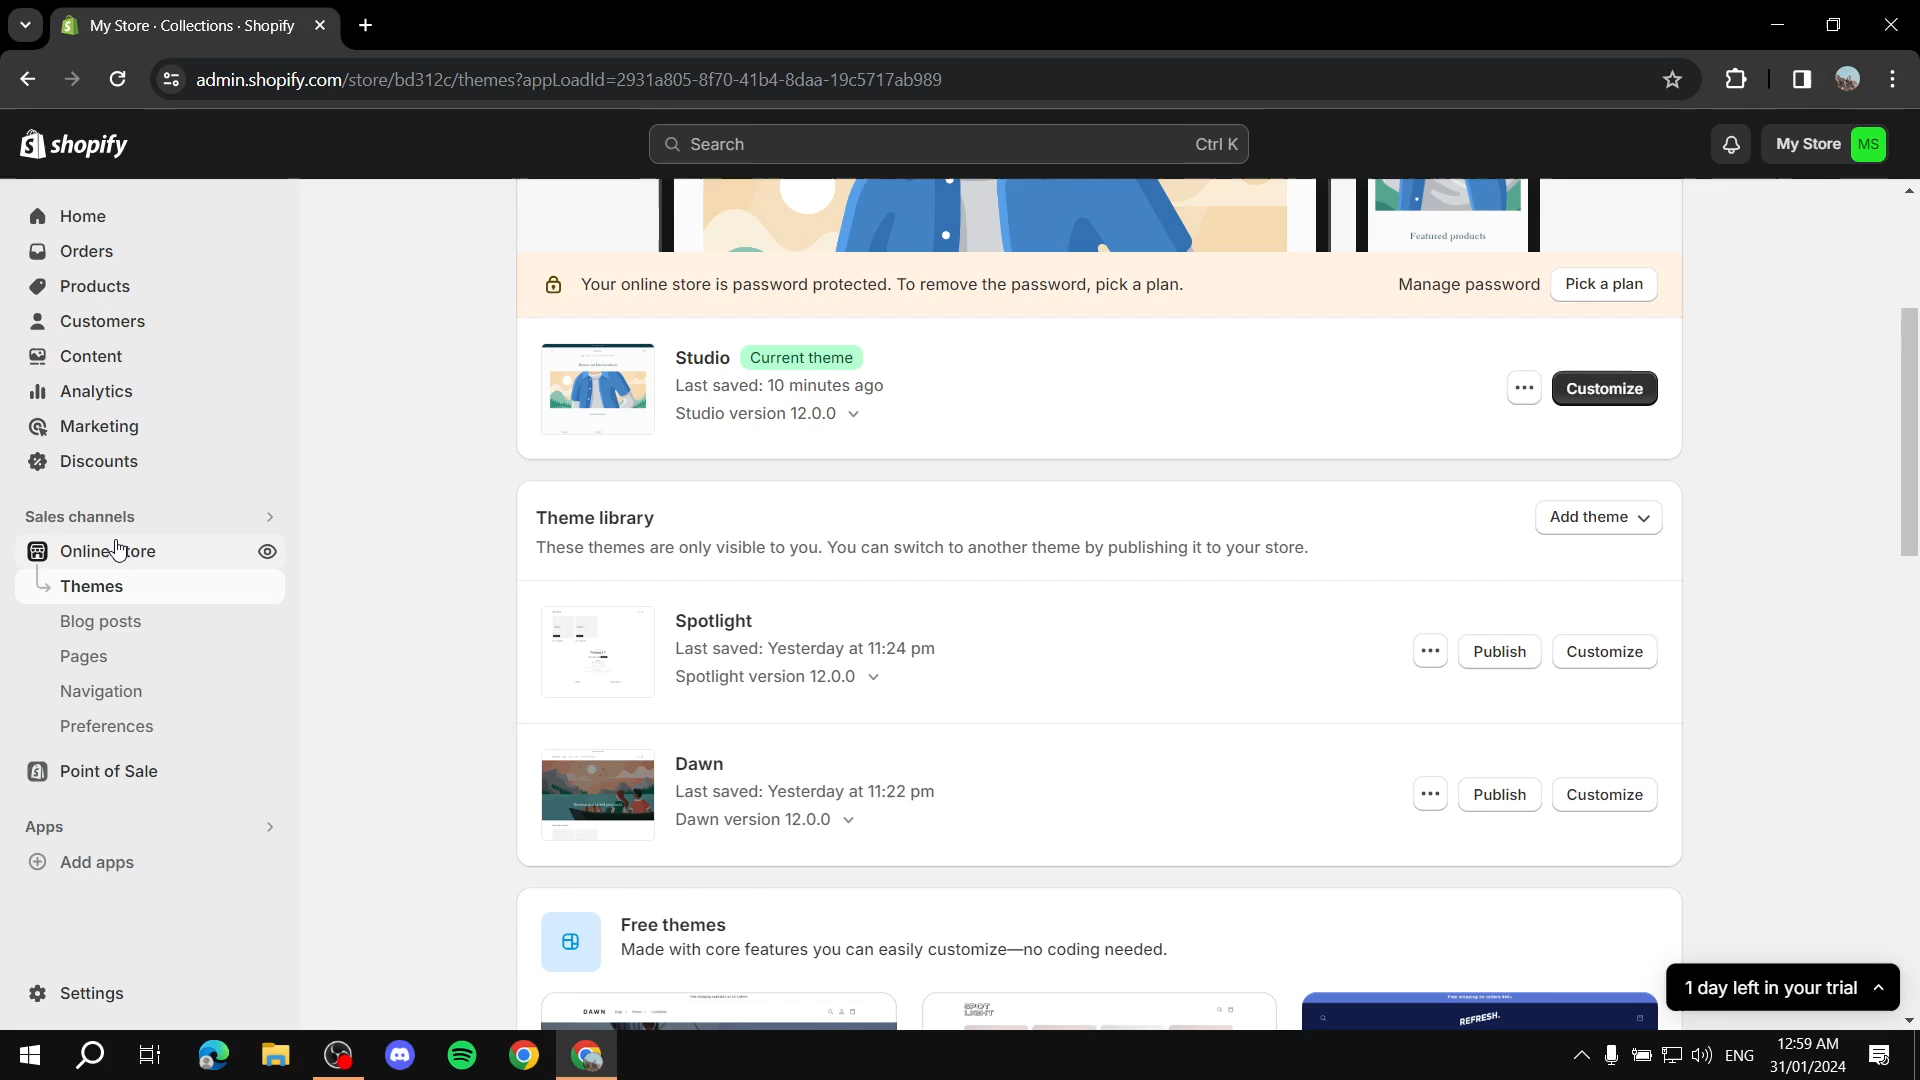 My Store · Collections · Shopify
admin.shopify.com/store/bd312c/themes?appLoadId=2931a805-8f70-41b4-8daa-19c5717ab989
shopify
Search
Ctrl K
My Store
MS
Home
Orders
Products
Customers
Content
Analytics
Marketing
Discounts
Sales channels
Online Store
Themes
Blog posts
Pages
Navigation
Preferences
Point of Sale
Apps
Add apps
Settings
Featured products
Your online store is password protected. To remove the password, pick a plan.
Manage password
Pick a plan
Studio
Current theme
Last saved: 10 minutes ago
Studio version 12.0.0
Customize
Theme library
Add theme
These themes are only visible to you. You can switch to another theme by publishing it to your store.
Spotlight
Last saved: Yesterday at 11:24 pm
Spotlight version 12.0.0
Publish
Customize
Dawn
Last saved: Yesterday at 11:22 pm
Dawn version 12.0.0
Publish
Customize
Free themes
Made with core features you can easily customize—no coding needed.
DAWN
SPOT
LIGHT
REFRESH.
1 day left in your trial
ENG
12:59 AM
31/01/2024